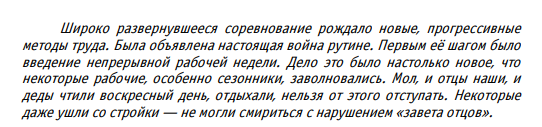 Широко развернувшееся соревнование рождало новые, прогрессивные
методы труда. Была объявлена настоящая война рутине. Первым её шагом было
введение непрерывной рабочей недели. Дело это было настолько новое, что
некоторые рабочие, особенно сезонники, заволновались. Мол, и отцы наши, и
деды чтили воскресный день, отдыхали, нельзя от этого отступать. Некоторые
даже ушли со стройки — не могли смириться с нарушением «завета отцов».